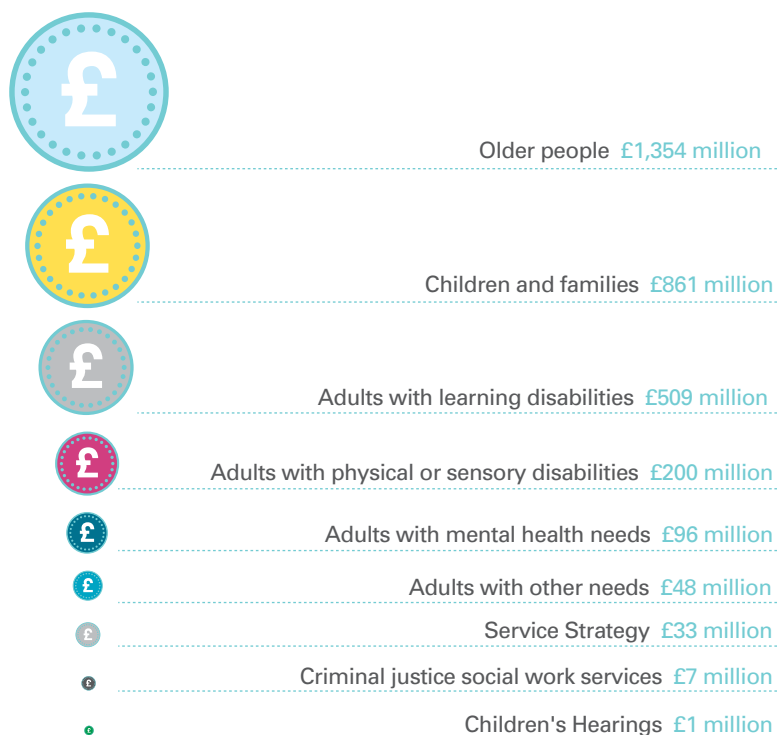 £
Older people £1,354 million
£
Children and families £861 million
£
Adults with learning disabilities £509 million
£
Adults with physical or sensory disabilities £200 million
£
Adults with mental health needs £96 million
£
Adults with other needs £48 million
£
Service Strategy £33 million
£
Criminal justice social work services £7 million
£
Children's Hearings £1 million